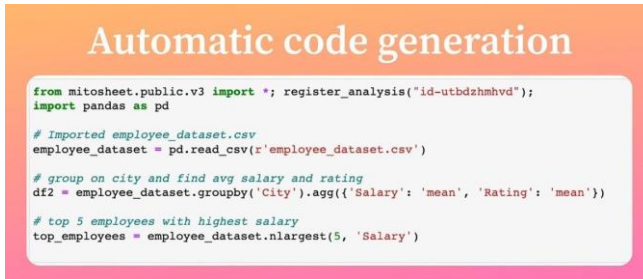 Automatic code generation
from mitosheet.public.v3 import *; register_analysis("id-utbdzhmhvd");
import pandas as pd
# Imported employee_dataset.csv
employee_dataset = pd.read_csv(r'employee_dataset.csv')
# group on city and find avg salary and rating
df2 = employee_dataset.groupby('City').agg({'Salary': 'mean', 'Rating': 'mean'})
# top 5 employees with highest salary
top_employees = employee_dataset.nlargest(5, 'Salary')